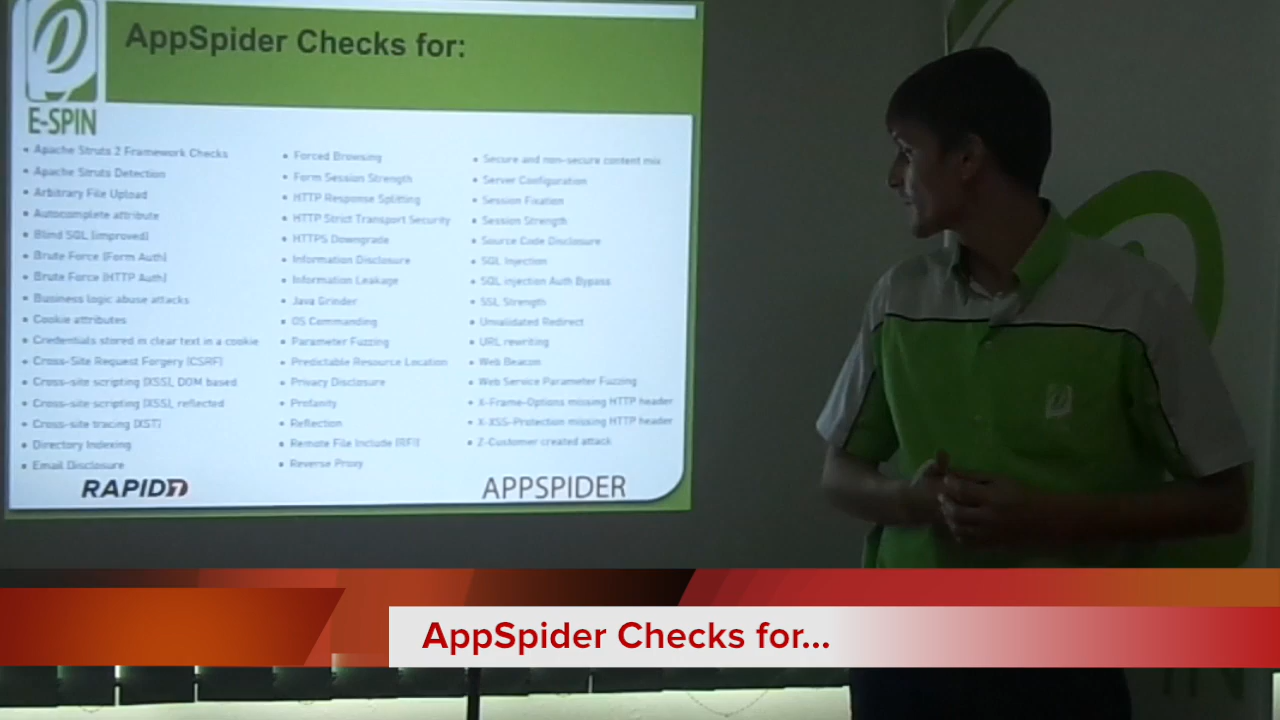 AppSpider Checks for:
E-SPIN
• Apache Struts 2 Framework Checks
• Apache Struts Detection
• Arbitrary File Upload
• Autocomplete attribute
• Blind SQL (improved)
• Brute Force (Form Auth)
• Brute Force (HTTP Auth)
• Business logic abuse attacks
• Cookie attributes
• Credentials stored in clear text in a cookie
• Cross-Site Request Forgery (CSRF)
• Cross-site scripting (XSS), DOM based
• Cross-site scripting (XSS), reflected
• Cross-site tracing (XST)
• Directory Indexing
• Email Disclosure
• Forced Browsing
• Form Session Strength
• HTTP Response Splitting
• HTTP Strict Transport Security
• HTTPS Downgrade
• Information Disclosure
• Information Leakage
• Java Grinder
• OS Commanding
• Parameter Fuzzing
• Predictable Resource Location
• Privacy Disclosure
• Profanity
• Reflection
• Remote File Include (RFI)
• Reverse Proxy
• Secure and non-secure content mix
• Server Configuration
• Session Fixation
• Session Strength
• Source Code Disclosure
• SQL Injection
• SQL injection Auth Bypass
• SSL Strength
• Unvalidated Redirect
• URL rewriting
• Web Beacon
• Web Service Parameter Fuzzing
• X-Frame-Options missing HTTP header
• X-XSS-Protection missing HTTP header
• Z-Customer created attack
RAPID7
APPSPIDER
AppSpider Checks for...
IN